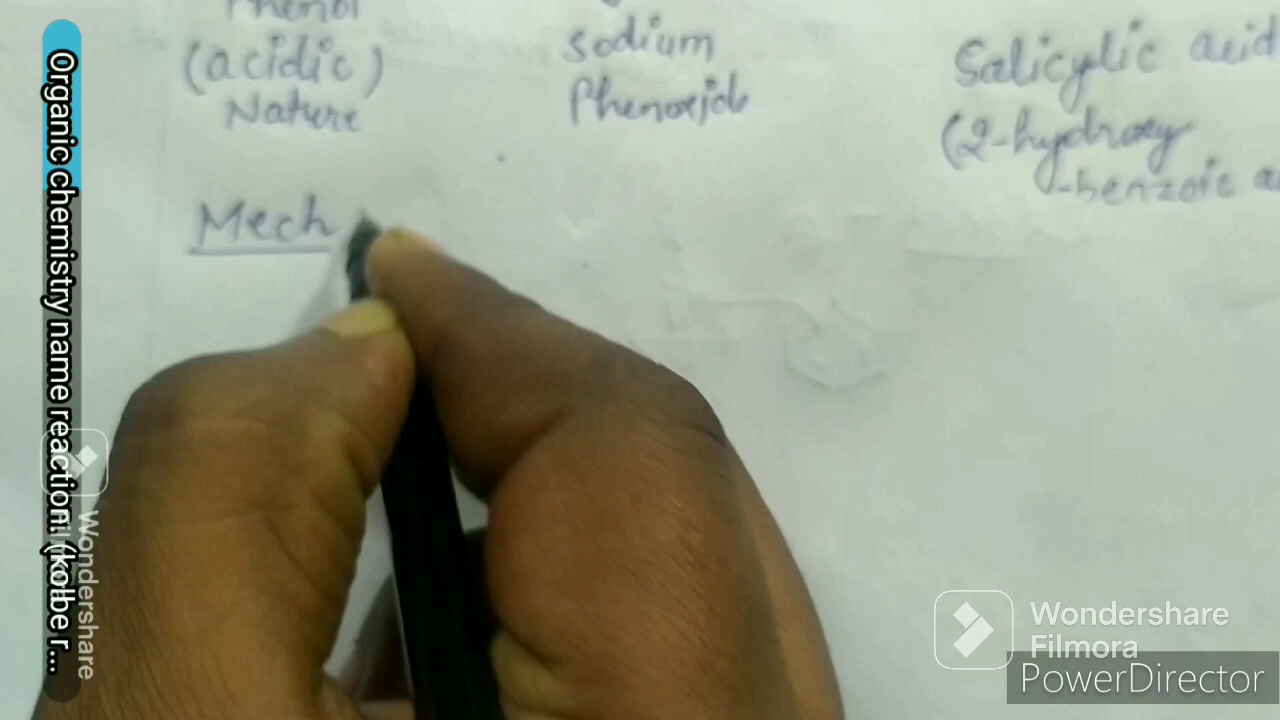 Phenol
(acidic)
Nature
Sodium
Phenoxide
Salicylic acid
(2-hydroxy
-benzoic a
Mech
Organic chemistry name reaction! (kolbe r...
Wondershare
Wondershare
Filmora
PowerDirector